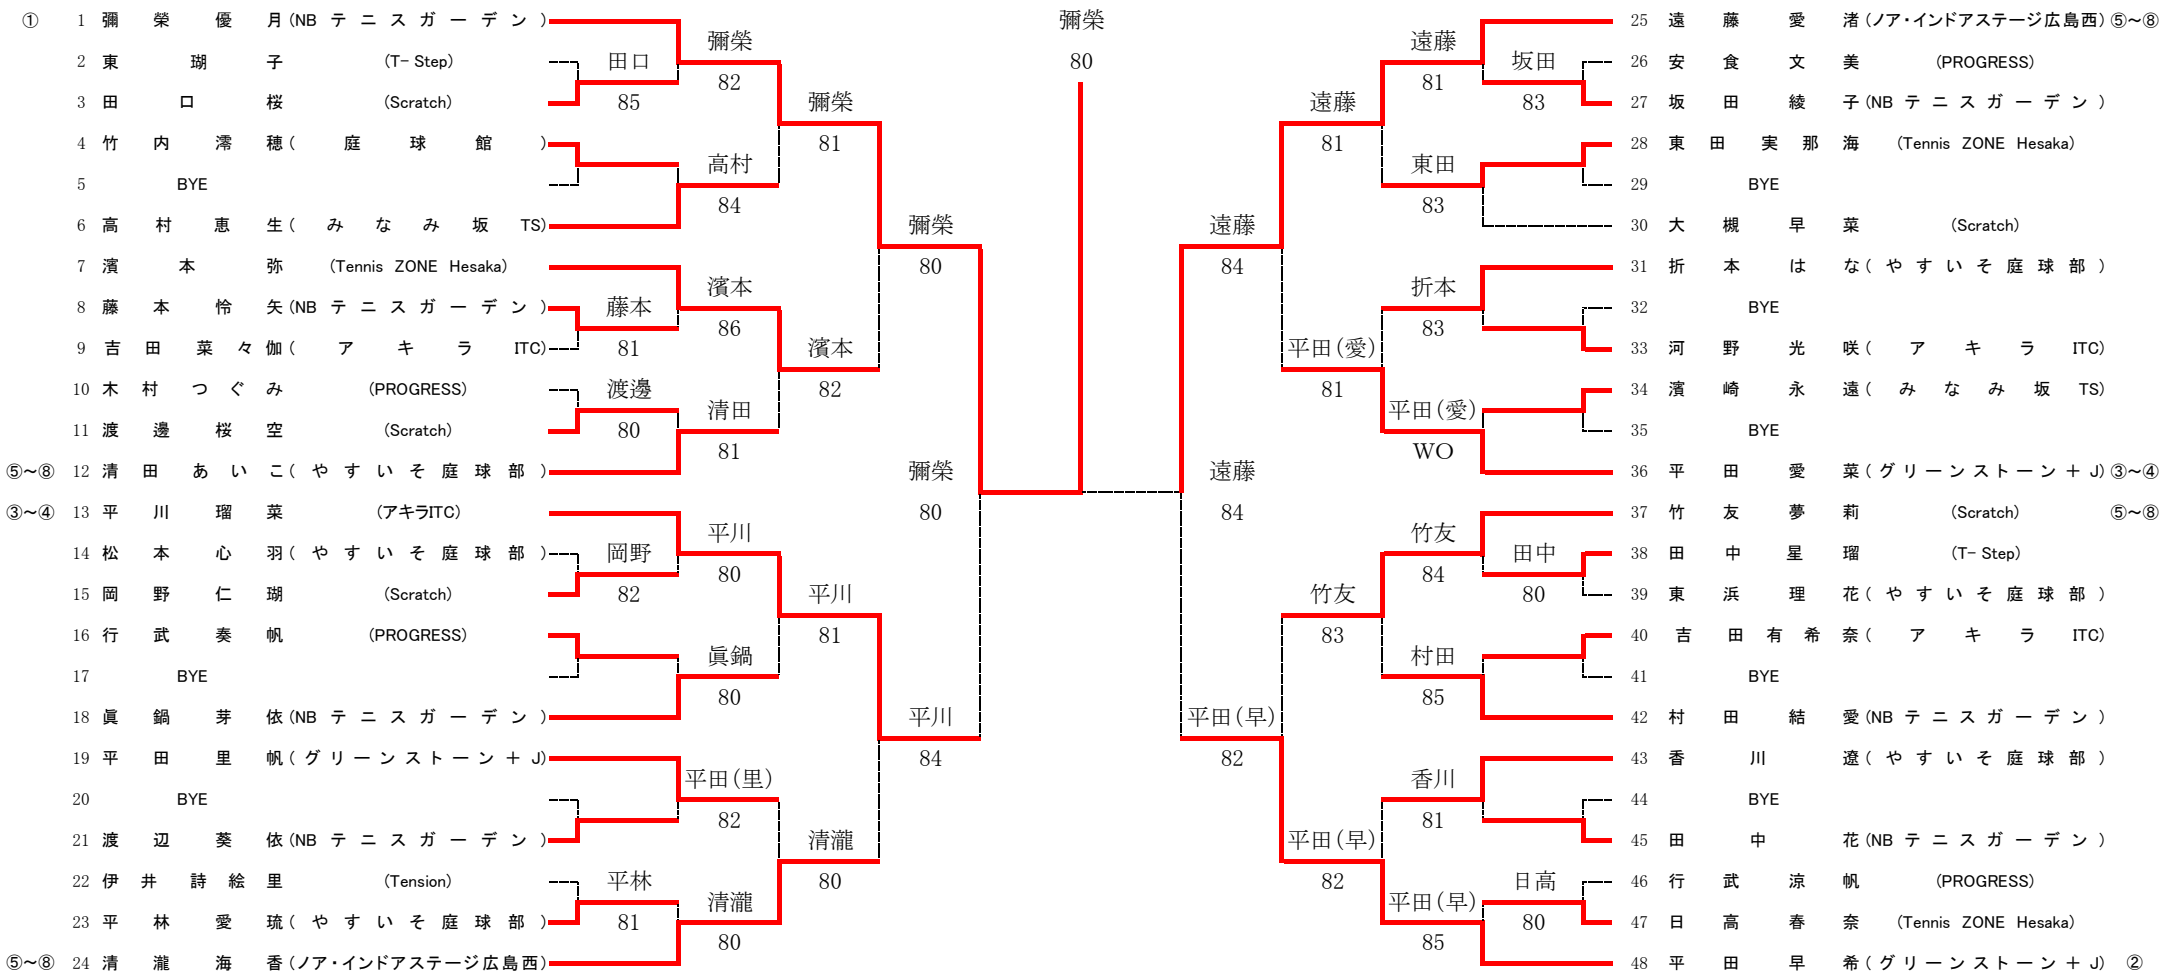 ① 1 彌榮優月(NBテニスガーデン) 彌榮 25 遠藤愛渚(ノア・インドアステージ広島西) ⑤～⑧
彌榮 遠藤
2 東瑚子 (T-Step) 田口 80 坂田 26 安食文美 (PROGRESS)
82 81
3 田口桜 (Scratch) 85 彌榮 遠藤 83 27 坂田綾子(NBテニスガーデン)
4 竹内澪穂(庭球館) 81 81 28 東田実那海 (Tennis ZONE Hesaka)
高村 東田
5 BYE 29 BYE
84 83
6 高村恵生(みなみ坂TS) 彌榮 遠藤 30 大槻早菜 (Scratch)
7 濱本弥 (Tennis ZONE Hesaka) 80 84 31 折本はな(やすいそ庭球部)
濱本 折本
8 藤本怜矢(NBテニスガーデン) 藤本 32 BYE
86 83
9 吉田菜々伽(アキラITC) 81 濱本 平田(愛) 33 河野光咲(アキラITC)
10 木村つぐみ (PROGRESS) 渡邊 82 81 34 濱崎永遠(みなみ坂TS)
清田 平田(愛)
11 渡邊桜空 (Scratch) 80 35 BYE
81 WO
⑤～⑧ 12 清田あいこ(やすいそ庭球部) 彌榮 遠藤 36 平田愛菜(グリーンストーン+J) ③～④
③～④ 13 平川瑠菜 (アキラITC) 80 84 37 竹友夢莉 (Scratch) ⑤～⑧
平川 竹友
14 松本心羽(やすいそ庭球部) 岡野 田中 38 田中星瑠 (T-Step)
80 84
15 岡野仁瑚 (Scratch) 82 平川 竹友 80 39 東浜理花(やすいそ庭球部)
16 行武奏帆 (PROGRESS) 81 83 40 吉田有希奈(アキラITC)
眞鍋 村田
17 BYE 41 BYE
80 85
18 眞鍋芽依(NBテニスガーデン) 平川 平田(早) 42 村田結愛(NBテニスガーデン)
19 平田里帆(グリーンストーン+J) 84 82 43 香川遼(やすいそ庭球部)
平田(里) 香川
20 BYE 44 BYE
82 81
21 渡辺葵依(NBテニスガーデン) 清瀧 平田(早) 45 田中花(NBテニスガーデン)
22 伊井詩絵里 (Tension) 平林 80 82 日高 46 行武涼帆 (PROGRESS)
清瀧 平田(早)
23 平林愛琉(やすいそ庭球部) 81 80 47 日高春奈 (Tennis ZONE Hesaka)
80 85
⑤～⑧ 24 清瀧海香(ノア・インドアステージ広島西) 48 平田早希(グリーンストーン+J) ②